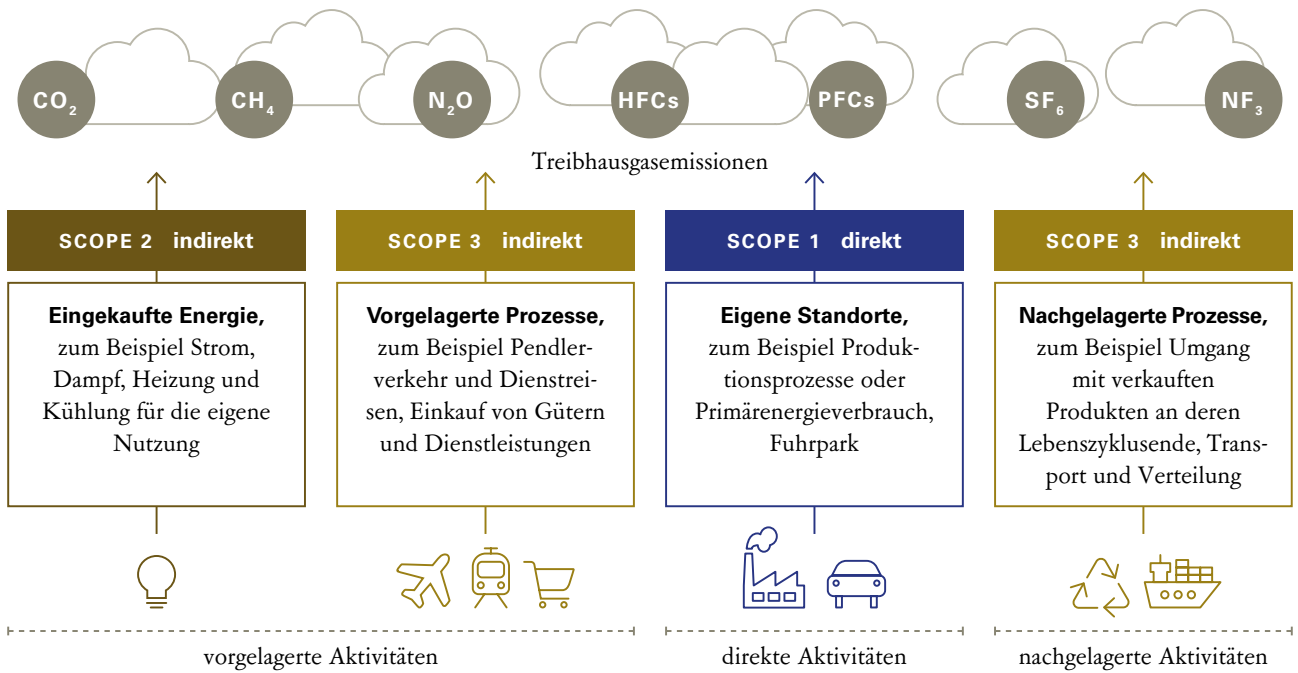 CO₂
CH₄
N₂O
HFCs
PFCs
SF₆
NF₃
Treibhausgasemissionen
SCOPE 2 indirekt
Eingekaufte Energie,
zum Beispiel Strom,
Dampf, Heizung und
Kühlung für die eigene
Nutzung
SCOPE 3 indirekt
Vorgelagerte Prozesse,
zum Beispiel Pendler-
verkehr und Dienstrei-
sen, Einkauf von Gütern
und Dienstleistungen
SCOPE 1 direkt
Eigene Standorte,
zum Beispiel Produk-
tionsprozesse oder
Primärenergieverbrauch,
Fuhrpark
SCOPE 3 indirekt
Nachgelagerte Prozesse,
zum Beispiel Umgang
mit verkauften
Produkten an deren
Lebenszyklusende, Trans-
port und Verteilung
vorgelagerte Aktivitäten
direkte Aktivitäten
nachgelagerte Aktivitäten